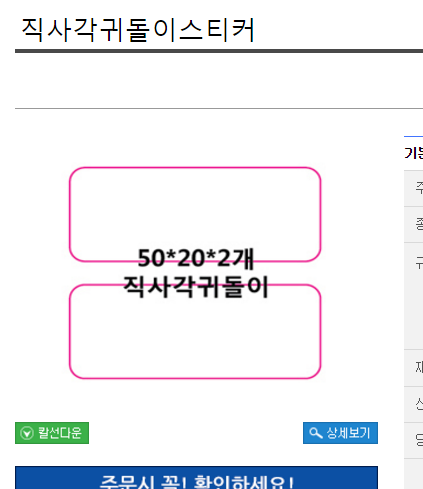 직사각귀돌이스티커
50*20*2개
직사각귀돌이
칼선다운
상세보기
주문시 꼭! 확인하세요!